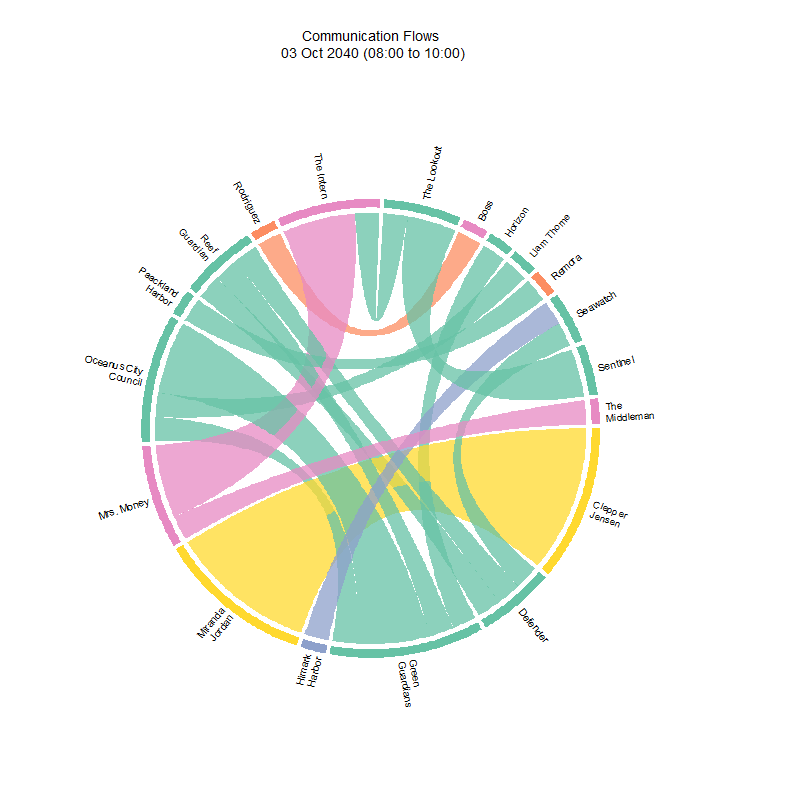 Communication Flows
03 Oct 2040 (08:00 to 10:00)
The Intern
The Lookout
Boss
Horizon
Liam Thorne
Remora
Seawatch
Sentinel
The
Middleman
Clepper
Jensen
Defender
Green
Guardians
Himark
Harbor
Miranda
Jordan
Mrs. Money
Oceanus City
Council
Paackland
Harbor
Reef
Guardian
Rodriguez